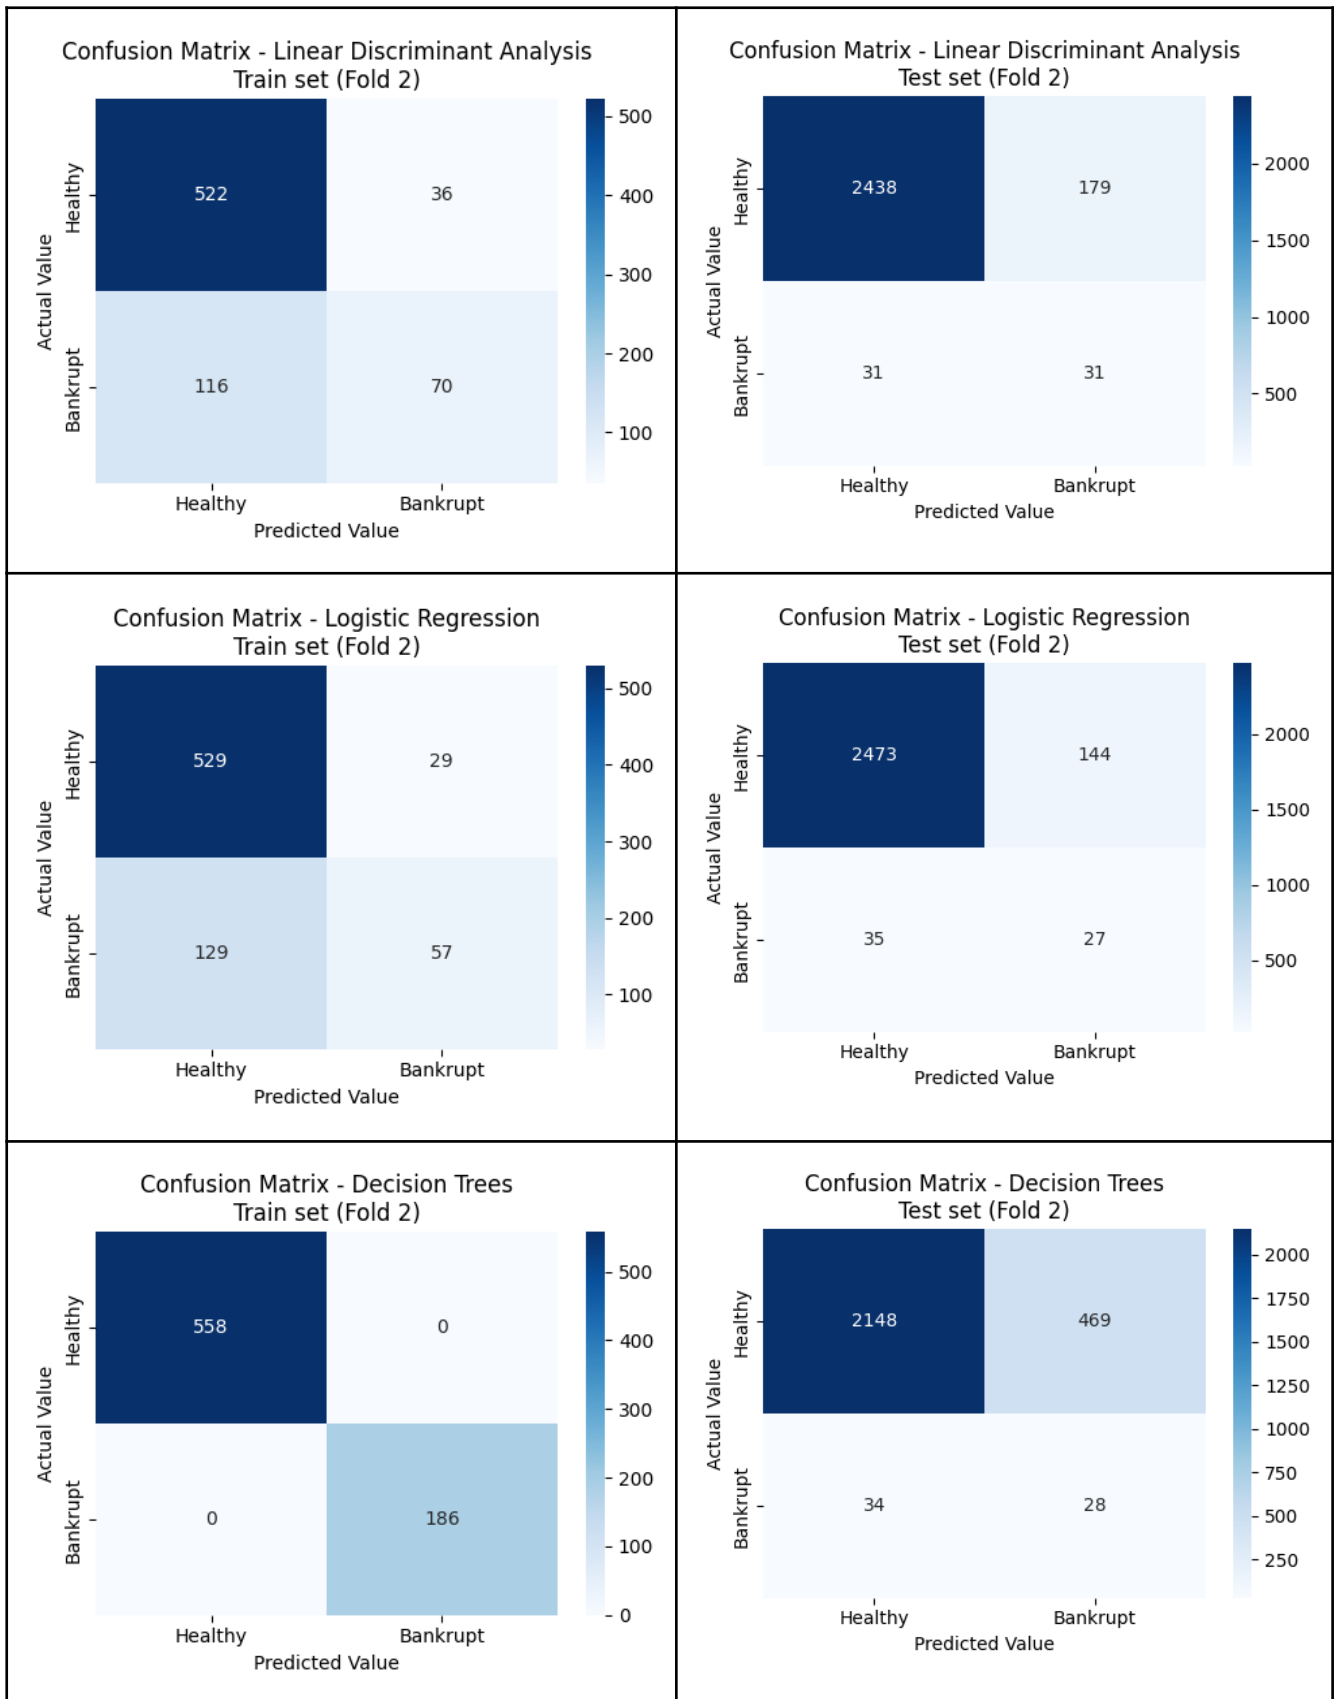 Confusion Matrix - Linear Discriminant Analysis
Train set (Fold 2)
500
400
300
200
100
Healthy
Bankrupt
Actual Value
522
36
116
70
Healthy
Bankrupt
Predicted Value
Confusion Matrix - Linear Discriminant Analysis
Test set (Fold 2)
2000
1500
1000
500
Healthy
Bankrupt
Actual Value
2438
179
31
31
Healthy
Bankrupt
Predicted Value
Confusion Matrix - Logistic Regression
Train set (Fold 2)
500
400
300
200
100
Healthy
Bankrupt
Actual Value
529
29
129
57
Healthy
Bankrupt
Predicted Value
Confusion Matrix - Logistic Regression
Test set (Fold 2)
2000
1500
1000
500
Healthy
Bankrupt
Actual Value
2473
144
35
27
Healthy
Bankrupt
Predicted Value
Confusion Matrix - Decision Trees
Train set (Fold 2)
500
400
300
200
100
0
Healthy
Bankrupt
Actual Value
558
0
0
186
Healthy
Bankrupt
Predicted Value
Confusion Matrix - Decision Trees
Test set (Fold 2)
2000
1750
1500
1250
1000
750
500
250
Healthy
Bankrupt
Actual Value
2148
469
34
28
Healthy
Bankrupt
Predicted Value